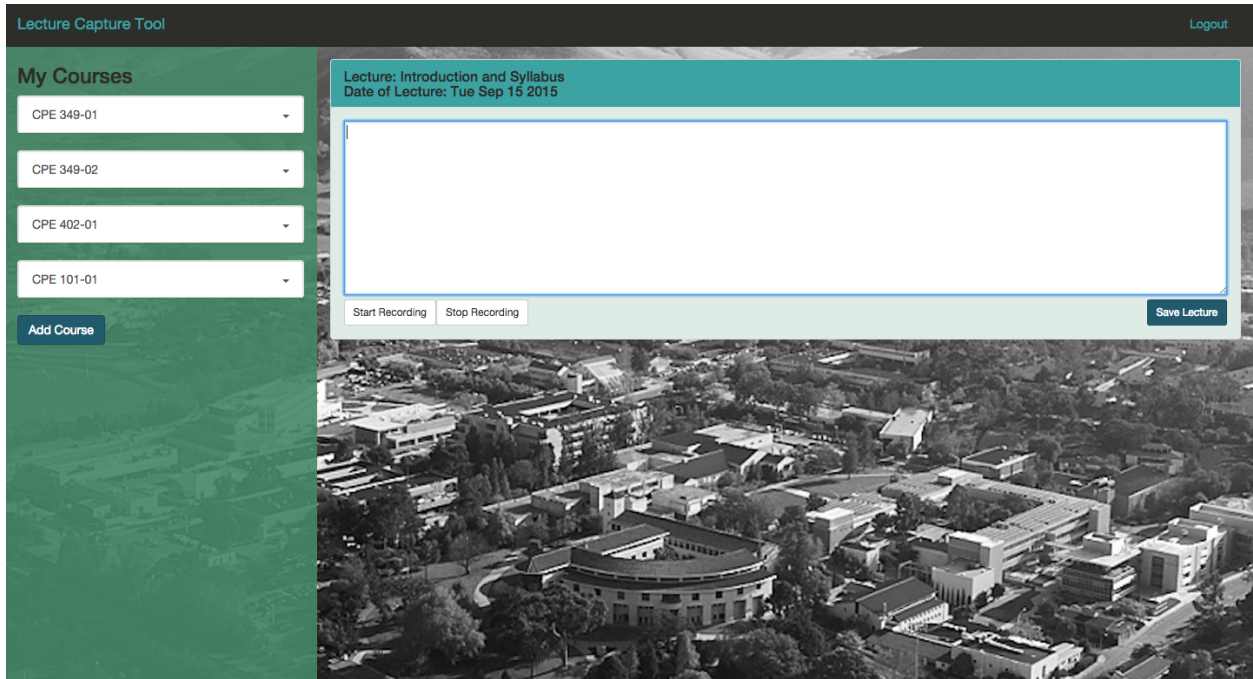 Lecture Capture Tool
Logout
My Courses
CPE 349-01
CPE 349-02
CPE 402-01
CPE 101-01
Add Course
Lecture: Introduction and Syllabus
Date of Lecture: Tue Sep 15 2015
Start Recording
Stop Recording
Save Lecture